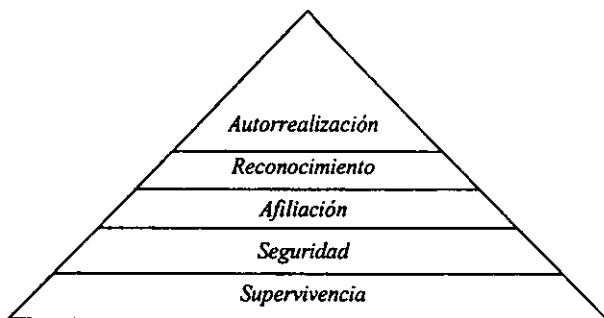 Autorrealización
Reconocimiento
Afiliación
Seguridad
Supervivencia